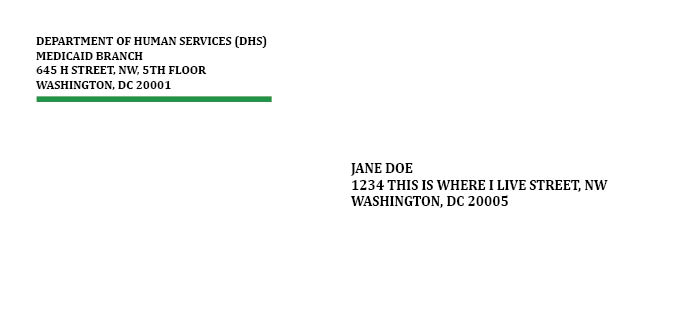 DEPARTMENT OF HUMAN SERVICES (DHS)
MEDICAID BRANCH
645 H STREET, NW, 5TH FLOOR
WASHINGTON, DC 20001
JANE DOE
1234 THIS IS WHERE I LIVE STREET, NW
WASHINGTON, DC 20005